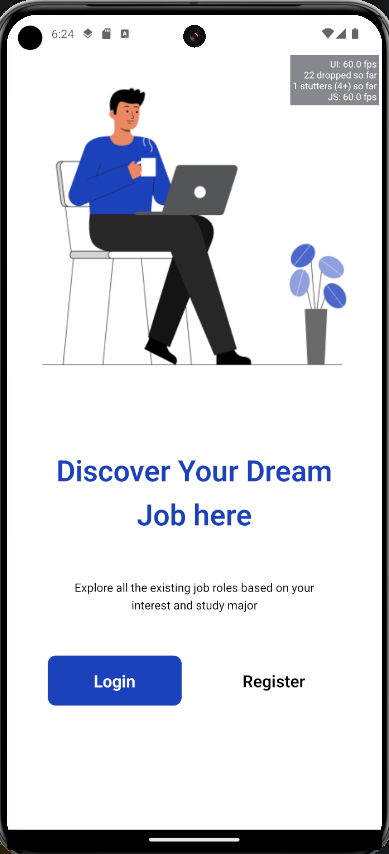 6:24
UI: 60.0 fps
22 dropped so far
1 stutters (4+) so far
JS: 60.0 fps
Discover Your Dream
Job here
Explore all the existing job roles based on your
interest and study major
Login
Register